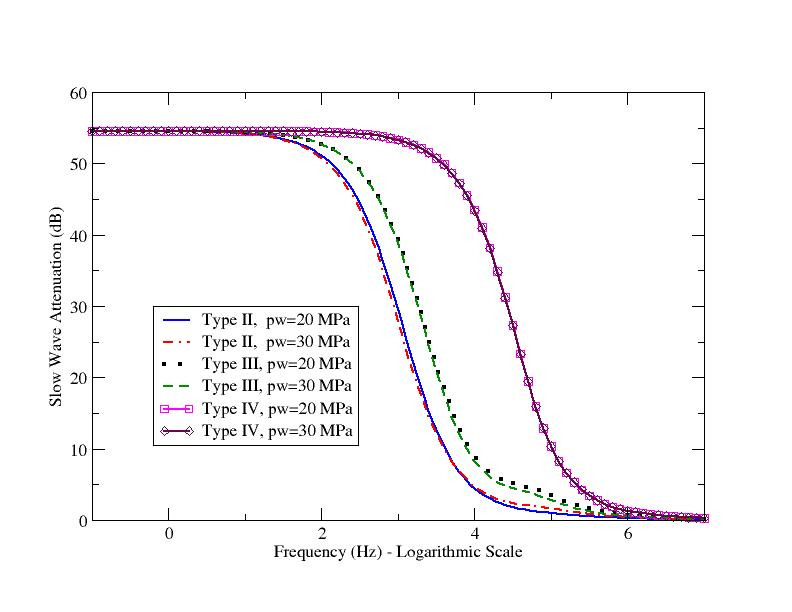 60
50
40
30
20
10
0
Slow Wave Attenuation (dB)
Type II, pw=20 MPa
Type II, pw=30 MPa
Type III, pw=20 MPa
Type III, pw=30 MPa
Type IV, pw=20 MPa
Type IV, pw=30 MPa
0 2 4 6
Frequency (Hz) - Logarithmic Scale